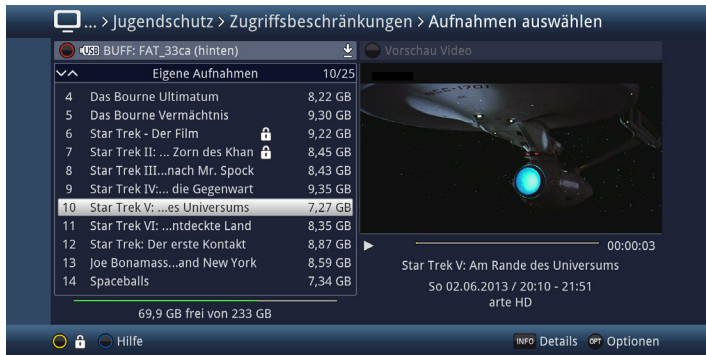 ... > Jugendschutz > Zugriffsbeschränkungen > Aufnahmen auswählen
USB BUFF: FAT_33ca (hinten)
Vorschau Video
Eigene Aufnahmen 10/25
4 Das Bourne Ultimatum 8,22 GB
5 Das Bourne Vermächtnis 9,30 GB
6 Star Trek - Der Film 9,22 GB
7 Star Trek II: ... Zorn des Khan 8,45 GB
8 Star Trek III...nach Mr. Spock 8,43 GB
9 Star Trek IV:... die Gegenwart 9,35 GB
10 Star Trek V: ...es Universums 7,27 GB
11 Star Trek VI: ...ntdeckte Land 8,35 GB
12 Star Trek: Der erste Kontakt 8,87 GB
13 Joe Bonamass...and New York 8,59 GB
14 Spaceballs 7,34 GB
69,9 GB frei von 233 GB
NCC-1701
00:00:03
Star Trek V: Am Rande des Universums
So 02.06.2013 / 20:10 - 21:51
arte HD
Hilfe
INFO Details OPT Optionen